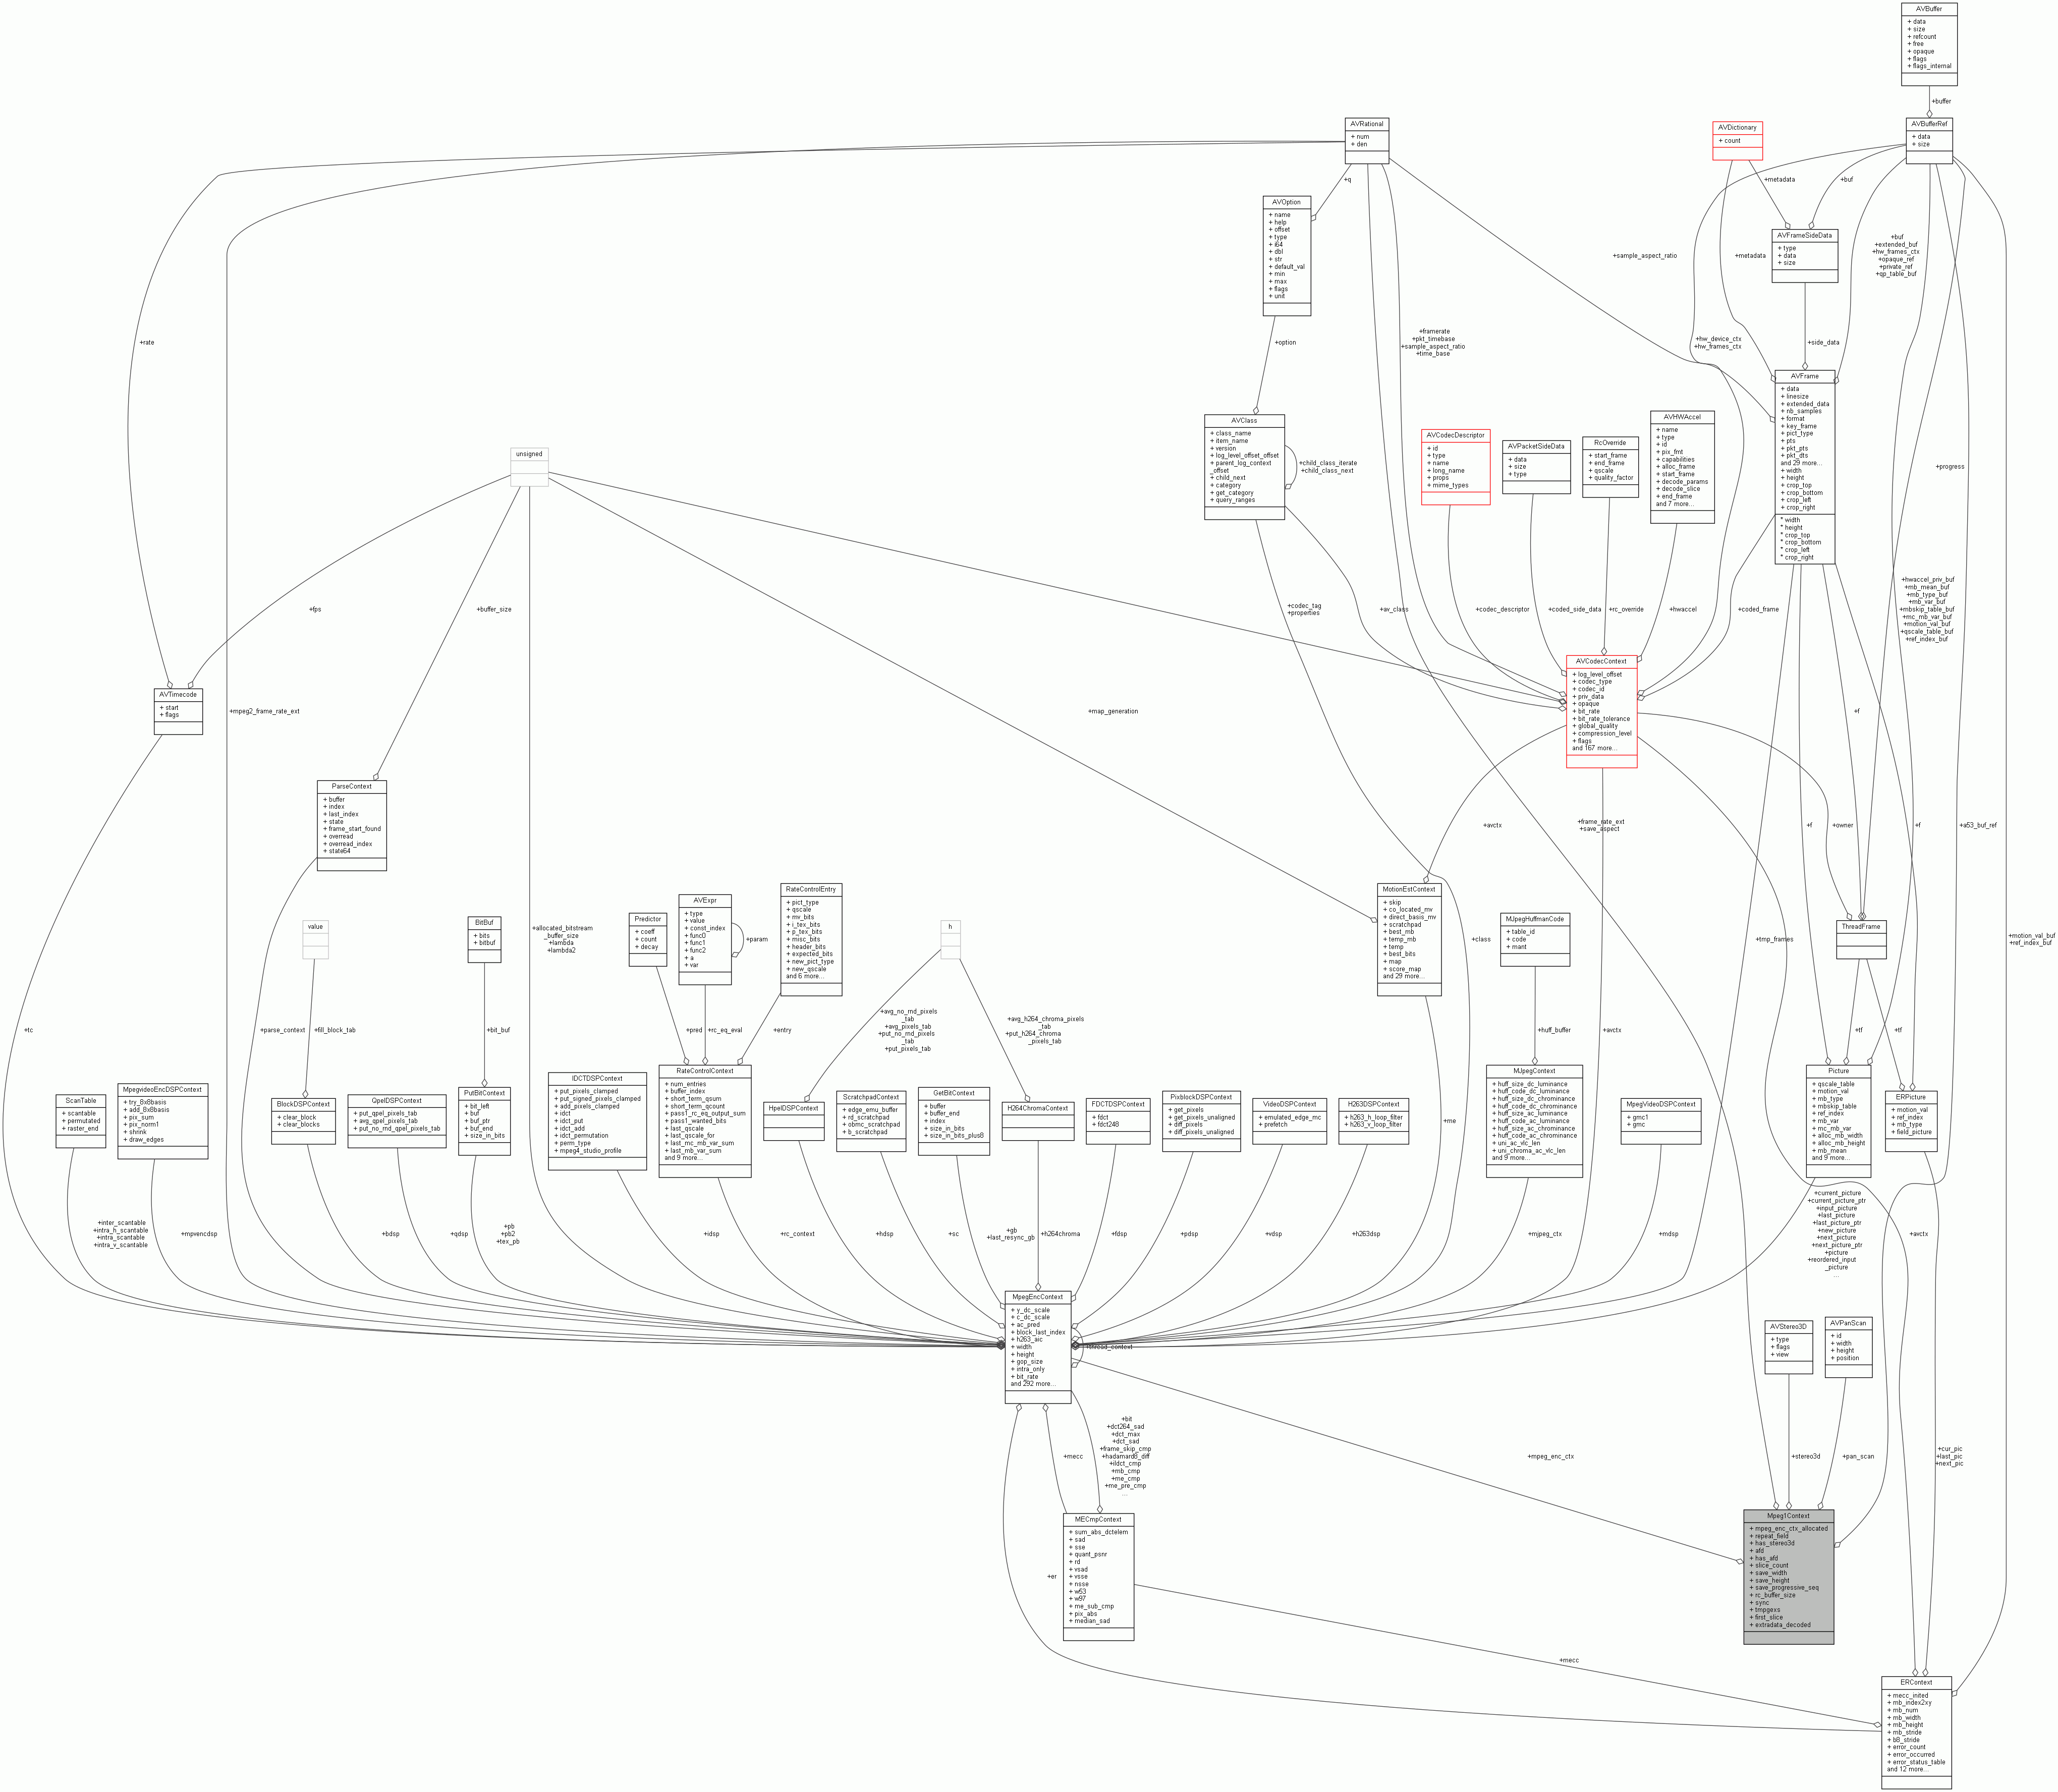 AVBuffer
+ data
+ size
+ refcount
+ free
+ opaque
+ flags
+ flags_internal
+buffer
AVRational
+ num
+ den
AVDictionary
+ count
AVBufferRef
+ data
+ size
+q
+metadata
+buf
AVOption
+ name
+ help
+ offset
+ type
+ i64
+ dbl
+ str
+ default_val
+ min
+ max
+ flags
+ unit
AVFrameSideData
+ type
+ data
+ size
+sample_aspect_ratio
+metadata
+buf
+extended_buf
+hw_frames_ctx
+opaque_ref
+private_ref
+qp_table_buf
+rate
+option
+framerate
+pkt_timebase
+sample_aspect_ratio
+time_base
+hw_device_ctx
+hw_frames_ctx
+side_data
AVFrame
+ data
+ linesize
+ extended_data
+ nb_samples
+ format
+ key_frame
+ pict_type
+ pts
+ pkt_pts
+ pkt_dts
and 29 more...
+ width
+ height
+ crop_top
+ crop_bottom
+ crop_left
+ crop_right
* width
* height
* crop_top
* crop_bottom
* crop_left
* crop_right
AVClass
+ class_name
+ item_name
+ version
+ log_level_offset_offset
+ parent_log_context
_offset
+ child_next
+ category
+ get_category
+ query_ranges
+child_class_iterate
+child_class_next
AVCodecDescriptor
+ id
+ type
+ name
+ long_name
+ props
+ mime_types
AVPacketSideData
+ data
+ size
+ type
RcOverride
+ start_frame
+ end_frame
+ qscale
+ quality_factor
AVHWAccel
+ name
+ type
+ id
+ pix_fmt
+ capabilities
+ alloc_frame
+ start_frame
+ decode_params
+ decode_slice
+ end_frame
and 7 more...
unsigned
+progress
+fps
+buffer_size
+codec_tag
+properties
+av_class
+codec_descriptor
+coded_side_data
+rc_override
+hwaccel
+coded_frame
+hwaccel_priv_buf
+mb_mean_buf
+mb_type_buf
+mb_var_buf
+mbskip_table_buf
+mc_mb_var_buf
+motion_val_buf
+qscale_table_buf
+ref_index_buf
AVTimecode
+ start
+ flags
+mpeg2_frame_rate_ext
+map_generation
AVCodecContext
+ log_level_offset
+ codec_type
+ codec_id
+ priv_data
+ opaque
+ bit_rate
+ bit_rate_tolerance
+ global_quality
+ compression_level
+ flags
and 167 more...
+f
ParseContext
+ buffer
+ index
+ last_index
+ state
+ frame_start_found
+ overread
+ overread_index
+ state64
+avctx
+frame_rate_ext
+save_aspect
+f
+owner
+f
+a53_buf_ref
value
BitBuf
+ bits
+ bitbuf
+allocated_bitstream
_buffer_size
+lambda
+lambda2
Predictor
+ coeff
+ count
+ decay
AVExpr
+ type
+ value
+ const_index
+ func0
+ func1
+ func2
+ a
+ var
+param
RateControlEntry
+ pict_type
+ qscale
+ mv_bits
+ i_tex_bits
+ p_tex_bits
+ misc_bits
+ header_bits
+ expected_bits
+ new_pict_type
+ new_qscale
and 6 more...
h
+class
MotionEstContext
+ skip
+ co_located_mv
+ direct_basis_mv
+ scratchpad
+ best_mb
+ temp_mb
+ temp
+ best_bits
+ map
+ score_map
and 29 more...
MJpegHuffmanCode
+ table_id
+ code
+ mant
+tmp_frames
ThreadFrame
+motion_val_buf
+ref_index_buf
+tc
+parse_context
+fill_block_tab
+bit_buf
+pred
+rc_eq_eval
+entry
+avg_no_rnd_pixels
_tab
+avg_pixels_tab
+put_no_rnd_pixels
_tab
+put_pixels_tab
+avg_h264_chroma_pixels
_tab
+put_h264_chroma
_pixels_tab
+huff_buffer
+avctx
+tf
+tf
ScanTable
+ scantable
+ permutated
+ raster_end
MpegvideoEncDSPContext
+ try_8x8basis
+ add_8x8basis
+ pix_sum
+ pix_norm1
+ shrink
+ draw_edges
BlockDSPContext
+ clear_block
+ clear_blocks
QpelDSPContext
+ put_qpel_pixels_tab
+ avg_qpel_pixels_tab
+ put_no_rnd_qpel_pixels_tab
PutBitContext
+ bit_left
+ buf
+ buf_ptr
+ buf_end
+ size_in_bits
IDCTDSPContext
+ put_pixels_clamped
+ put_signed_pixels_clamped
+ add_pixels_clamped
+ idct
+ idct_put
+ idct_add
+ idct_permutation
+ perm_type
+ mpeg4_studio_profile
RateControlContext
+ num_entries
+ buffer_index
+ short_term_qsum
+ short_term_qcount
+ pass1_rc_eq_output_sum
+ pass1_wanted_bits
+ last_qscale
+ last_qscale_for
+ last_mc_mb_var_sum
+ last_mb_var_sum
and 9 more...
HpelDSPContext
ScratchpadContext
+ edge_emu_buffer
+ rd_scratchpad
+ obmc_scratchpad
+ b_scratchpad
GetBitContext
+ buffer
+ buffer_end
+ index
+ size_in_bits
+ size_in_bits_plus8
H264ChromaContext
FDCTDSPContext
+ fdct
+ fdct248
PixblockDSPContext
+ get_pixels
+ get_pixels_unaligned
+ diff_pixels
+ diff_pixels_unaligned
VideoDSPContext
+ emulated_edge_mc
+ prefetch
H263DSPContext
+ h263_h_loop_filter
+ h263_v_loop_filter
+me
MJpegContext
+ huff_size_dc_luminance
+ huff_code_dc_luminance
+ huff_size_dc_chrominance
+ huff_code_dc_chrominance
+ huff_size_ac_luminance
+ huff_code_ac_luminance
+ huff_size_ac_chrominance
+ huff_code_ac_chrominance
+ uni_ac_vlc_len
+ uni_chroma_ac_vlc_len
and 9 more...
MpegVideoDSPContext
+ gmc1
+ gmc
Picture
+ qscale_table
+ motion_val
+ mb_type
+ mbskip_table
+ ref_index
+ mb_var
+ mc_mb_var
+ alloc_mb_width
+ alloc_mb_height
+ mb_mean
and 9 more...
ERPicture
+ motion_val
+ ref_index
+ mb_type
+ field_picture
+inter_scantable
+intra_h_scantable
+intra_scantable
+intra_v_scantable
+mpvencdsp
+bdsp
+qdsp
+pb
+pb2
+tex_pb
+idsp
+rc_context
+hdsp
+sc
+gb
+last_resync_gb
+h264chroma
+fdsp
+pdsp
+vdsp
+h263dsp
+mjpeg_ctx
+mdsp
+current_picture
+current_picture_ptr
+input_picture
+last_picture
+last_picture_ptr
+new_picture
+next_picture
+next_picture_ptr
+picture
+reordered_input
_picture
...
+avctx
MpegEncContext
+ y_dc_scale
+ c_dc_scale
+ ac_pred
+ block_last_index
+ h263_aic
+ width
+ height
+ gop_size
+ intra_only
+ bit_rate
and 292 more...
+thread_context
AVStereo3D
+ type
+ flags
+ view
AVPanScan
+ id
+ width
+ height
+ position
+mecc
+bit
+dct264_sad
+dct_max
+dct_sad
+frame_skip_cmp
+hadamard8_diff
+ildct_cmp
+mb_cmp
+me_cmp
+me_pre_cmp
...
+mpeg_enc_ctx
+stereo3d
+pan_scan
+cur_pic
+last_pic
+next_pic
+er
MECmpContext
+ sum_abs_dctelem
+ sad
+ sse
+ quant_psnr
+ rd
+ vsad
+ vsse
+ nsse
+ w53
+ w97
+ me_sub_cmp
+ pix_abs
+ median_sad
Mpeg1Context
+ mpeg_enc_ctx_allocated
+ repeat_field
+ has_stereo3d
+ afd
+ has_afd
+ slice_count
+ save_width
+ save_height
+ save_progressive_seq
+ rc_buffer_size
+ sync
+ tmpgexs
+ first_slice
+ extradata_decoded
+mecc
ERContext
+ mecc_inited
+ mb_index2xy
+ mb_num
+ mb_width
+ mb_height
+ mb_stride
+ b8_stride
+ error_count
+ error_occurred
+ error_status_table
and 12 more...